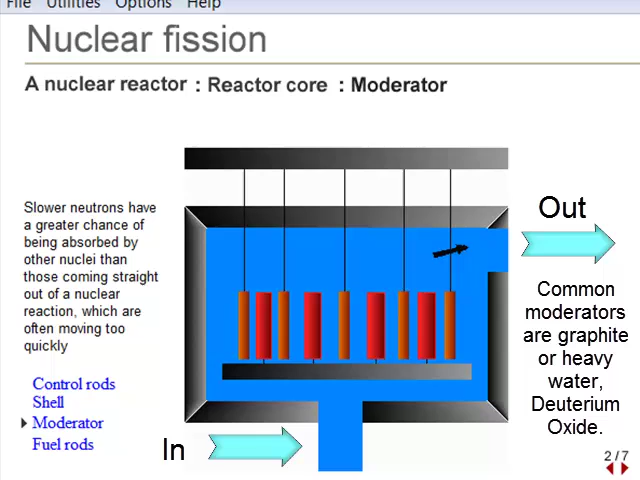 File Utilities Options Help
Nuclear fission
A nuclear reactor : Reactor core : Moderator
Slower neutrons have
a greater chance of
being absorbed by
other nuclei than
those coming straight
out of a nuclear
reaction, which are
often moving too
quickly
Control rods
Shell
Moderator
Fuel rods
In
Out
Common
moderators
are graphite
or heavy
water,
Deuterium
Oxide.
2 / 7